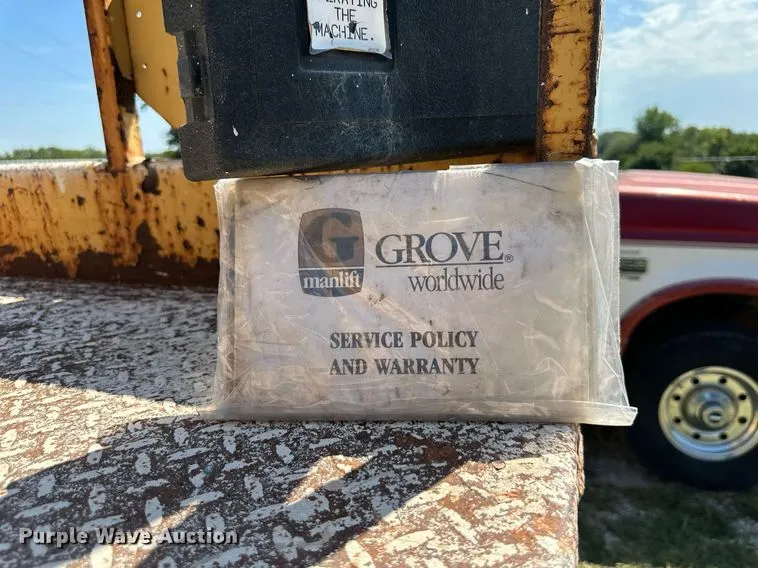 THE
MACHINE.
G
manlift
GROVE®
worldwide
SERVICE POLICY
AND WARRANTY
Purple Wave Auction